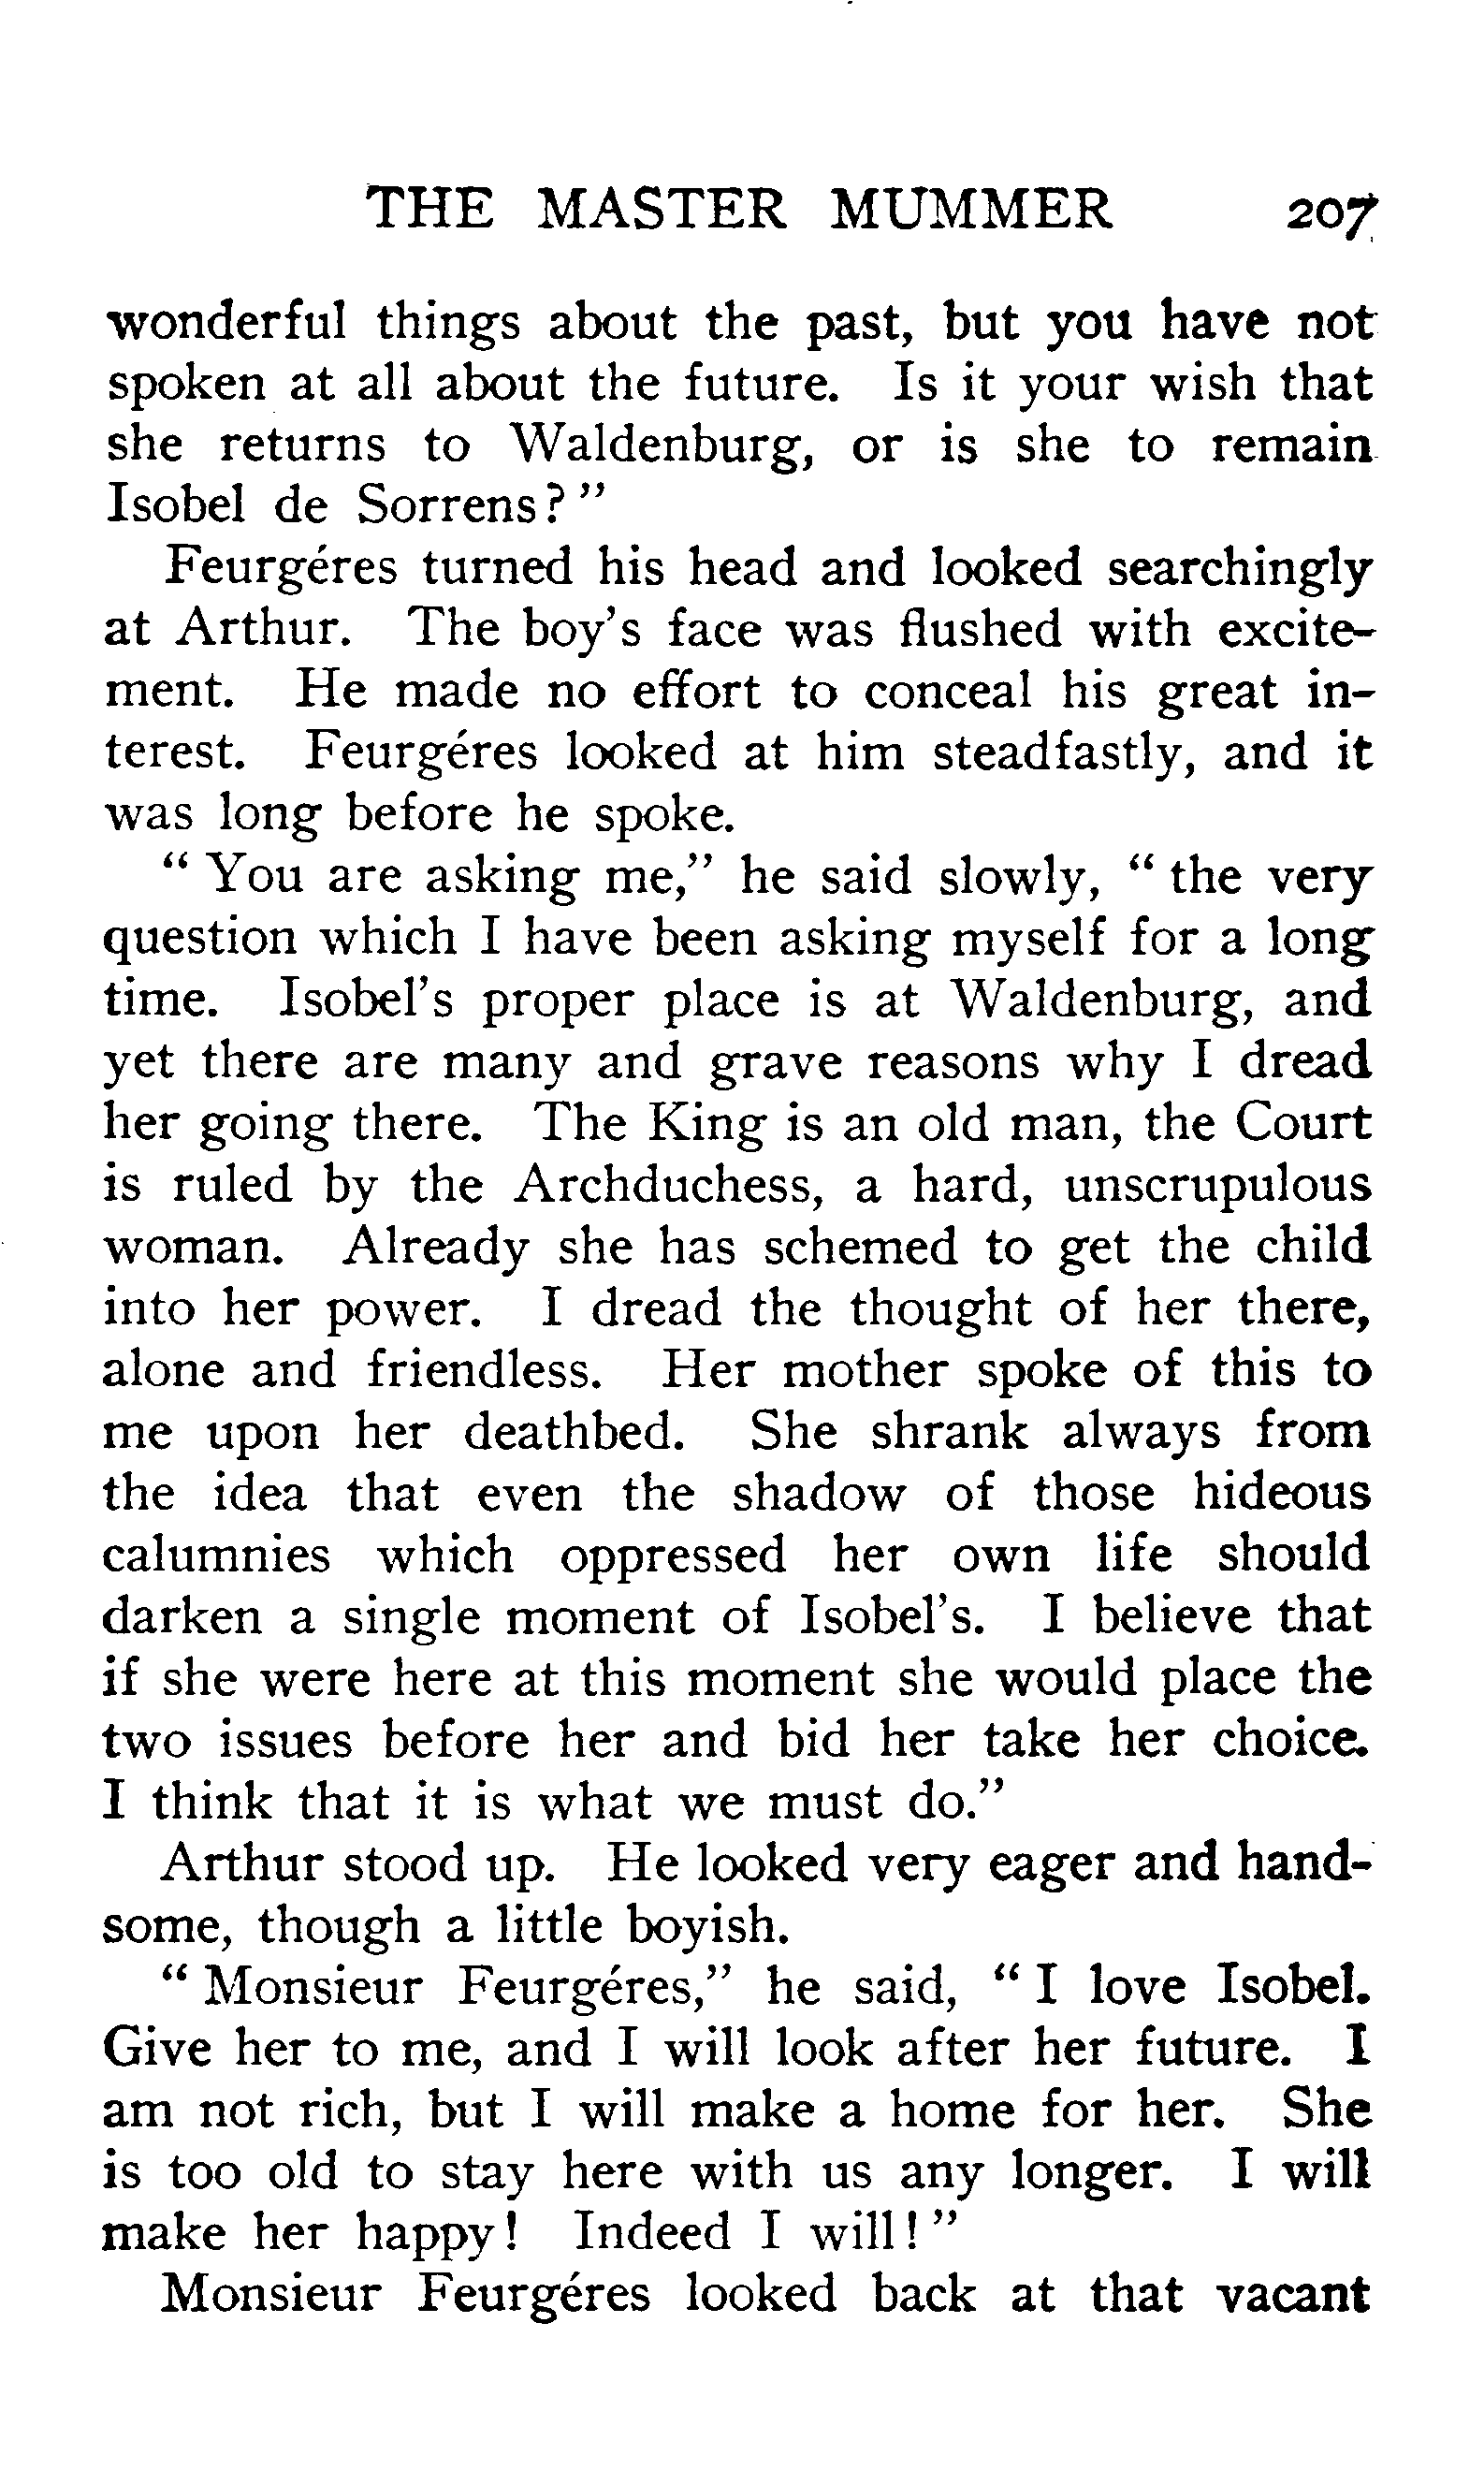 THE MASTER MUMMER 207
wonderful things about the past, but you have not
spoken at all about the future. Is it your wish that
she returns to Waldenburg, or is she to remain
Isobel de Sorrens?"
Feurgéres turned his head and looked searchingly
at Arthur. The boy's face was flushed with excite-
ment. He made no effort to conceal his great in-
terest. Feurgéres looked at him steadfastly, and it
was long before he spoke.
"You are asking me," he said slowly, "the very
question which I have been asking myself for a long
time. Isobel's proper place is at Waldenburg, and
yet there are many and grave reasons why I dread
her going there. The King is an old man, the Court
is ruled by the Archduchess, a hard, unscrupulous
woman. Already she has schemed to get the child
into her power. I dread the thought of her there,
alone and friendless. Her mother spoke of this to
me upon her deathbed. She shrank always from
the idea that even the shadow of those hideous
calumnies which oppressed her own life should
darken a single moment of Isobel's. I believe that
if she were here at this moment she would place the
two issues before her and bid her take her choice.
I think that it is what we must do."
Arthur stood up. He looked very eager and hand-
some, though a little boyish.
"Monsieur Feurgéres," he said, "I love Isobel.
Give her to me, and I will look after her future. I
am not rich, but I will make a home for her. She
is too old to stay here with us any longer. I will
make her happy! Indeed I will!"
Monsieur Feurgéres looked back at that vacant